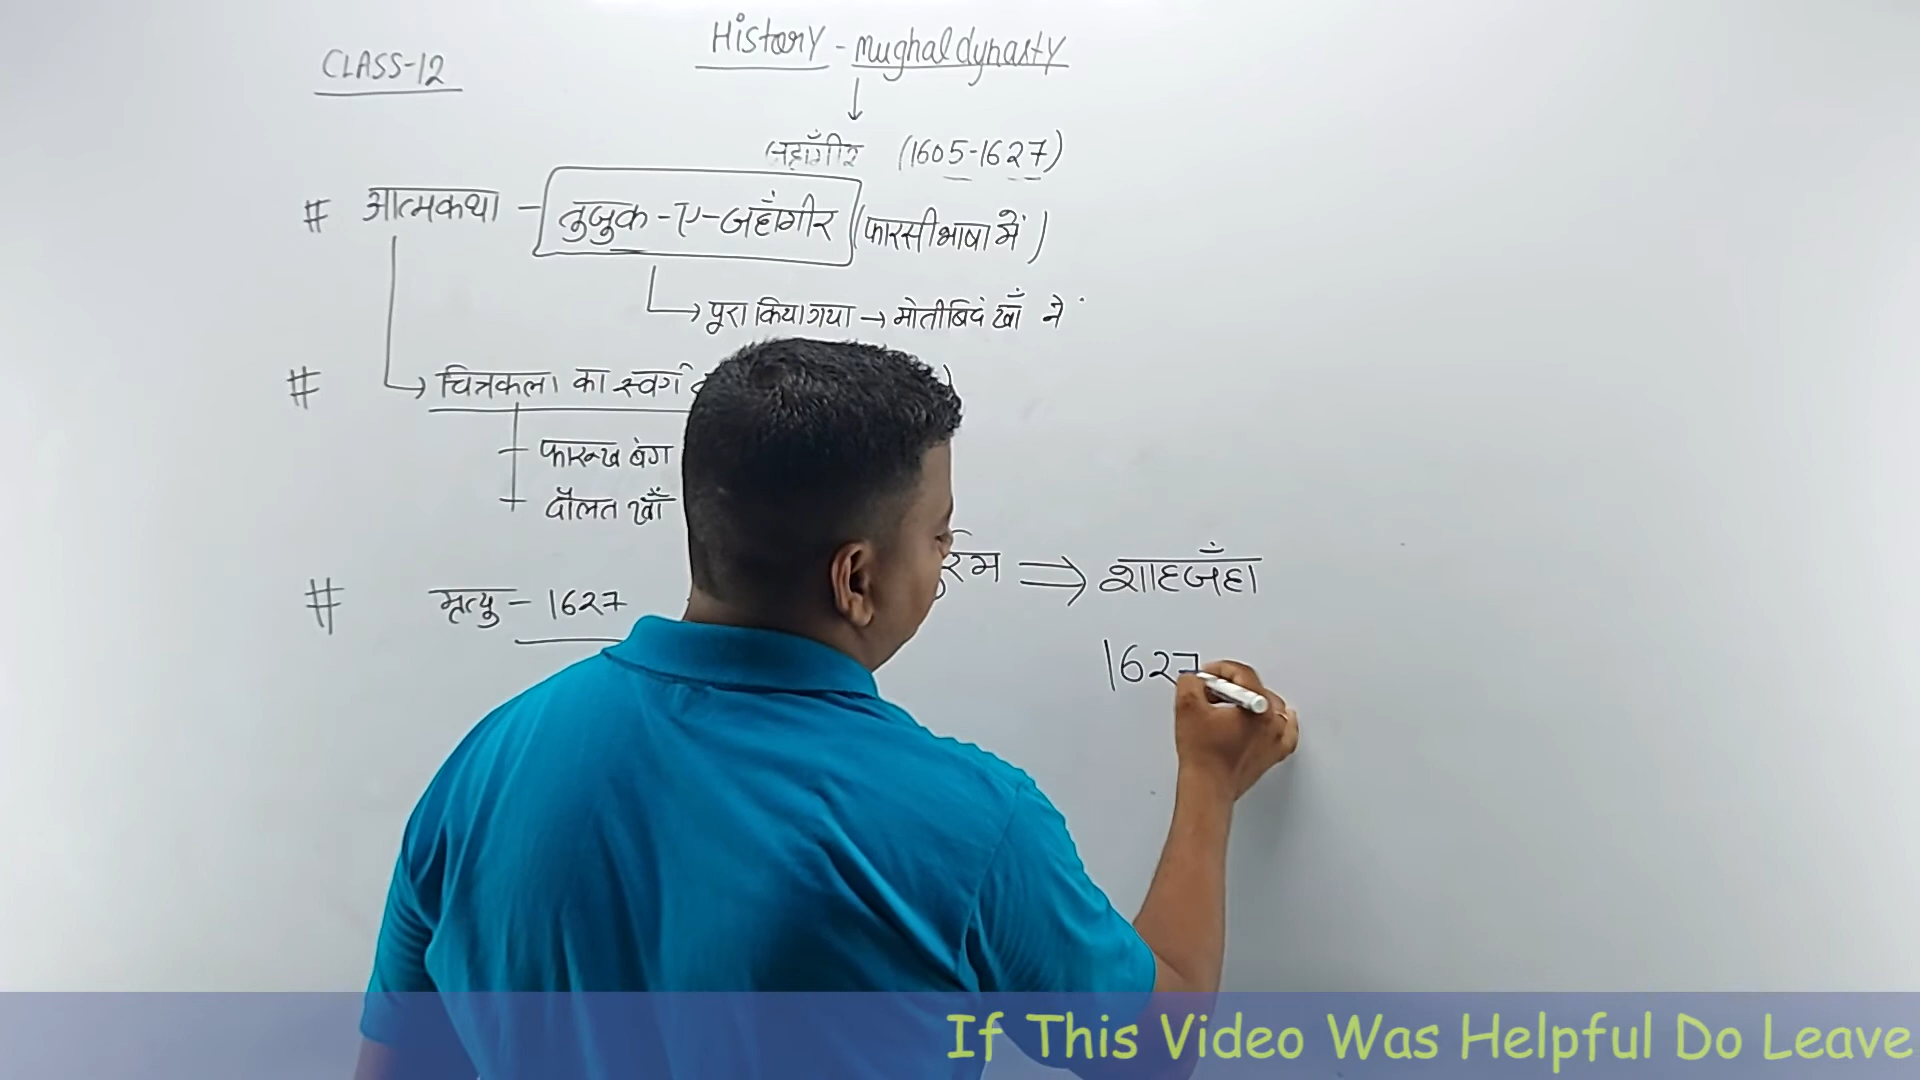 CLASS-12
History - Mughal dynasty
जहाँगीर (1605-1627)
# आत्मकथा - तुजुक-ए-जहाँगीर (फारसी भाषा में)
पूरा किया गया → मोतीबिंद खाँ ने
# चित्रकला का स्वर्ग
फारूख बेग
दौलत खाँ
⇒ शाहजँहा
# मृत्यु - 1627
1627
If This Video Was Helpful Do Leave